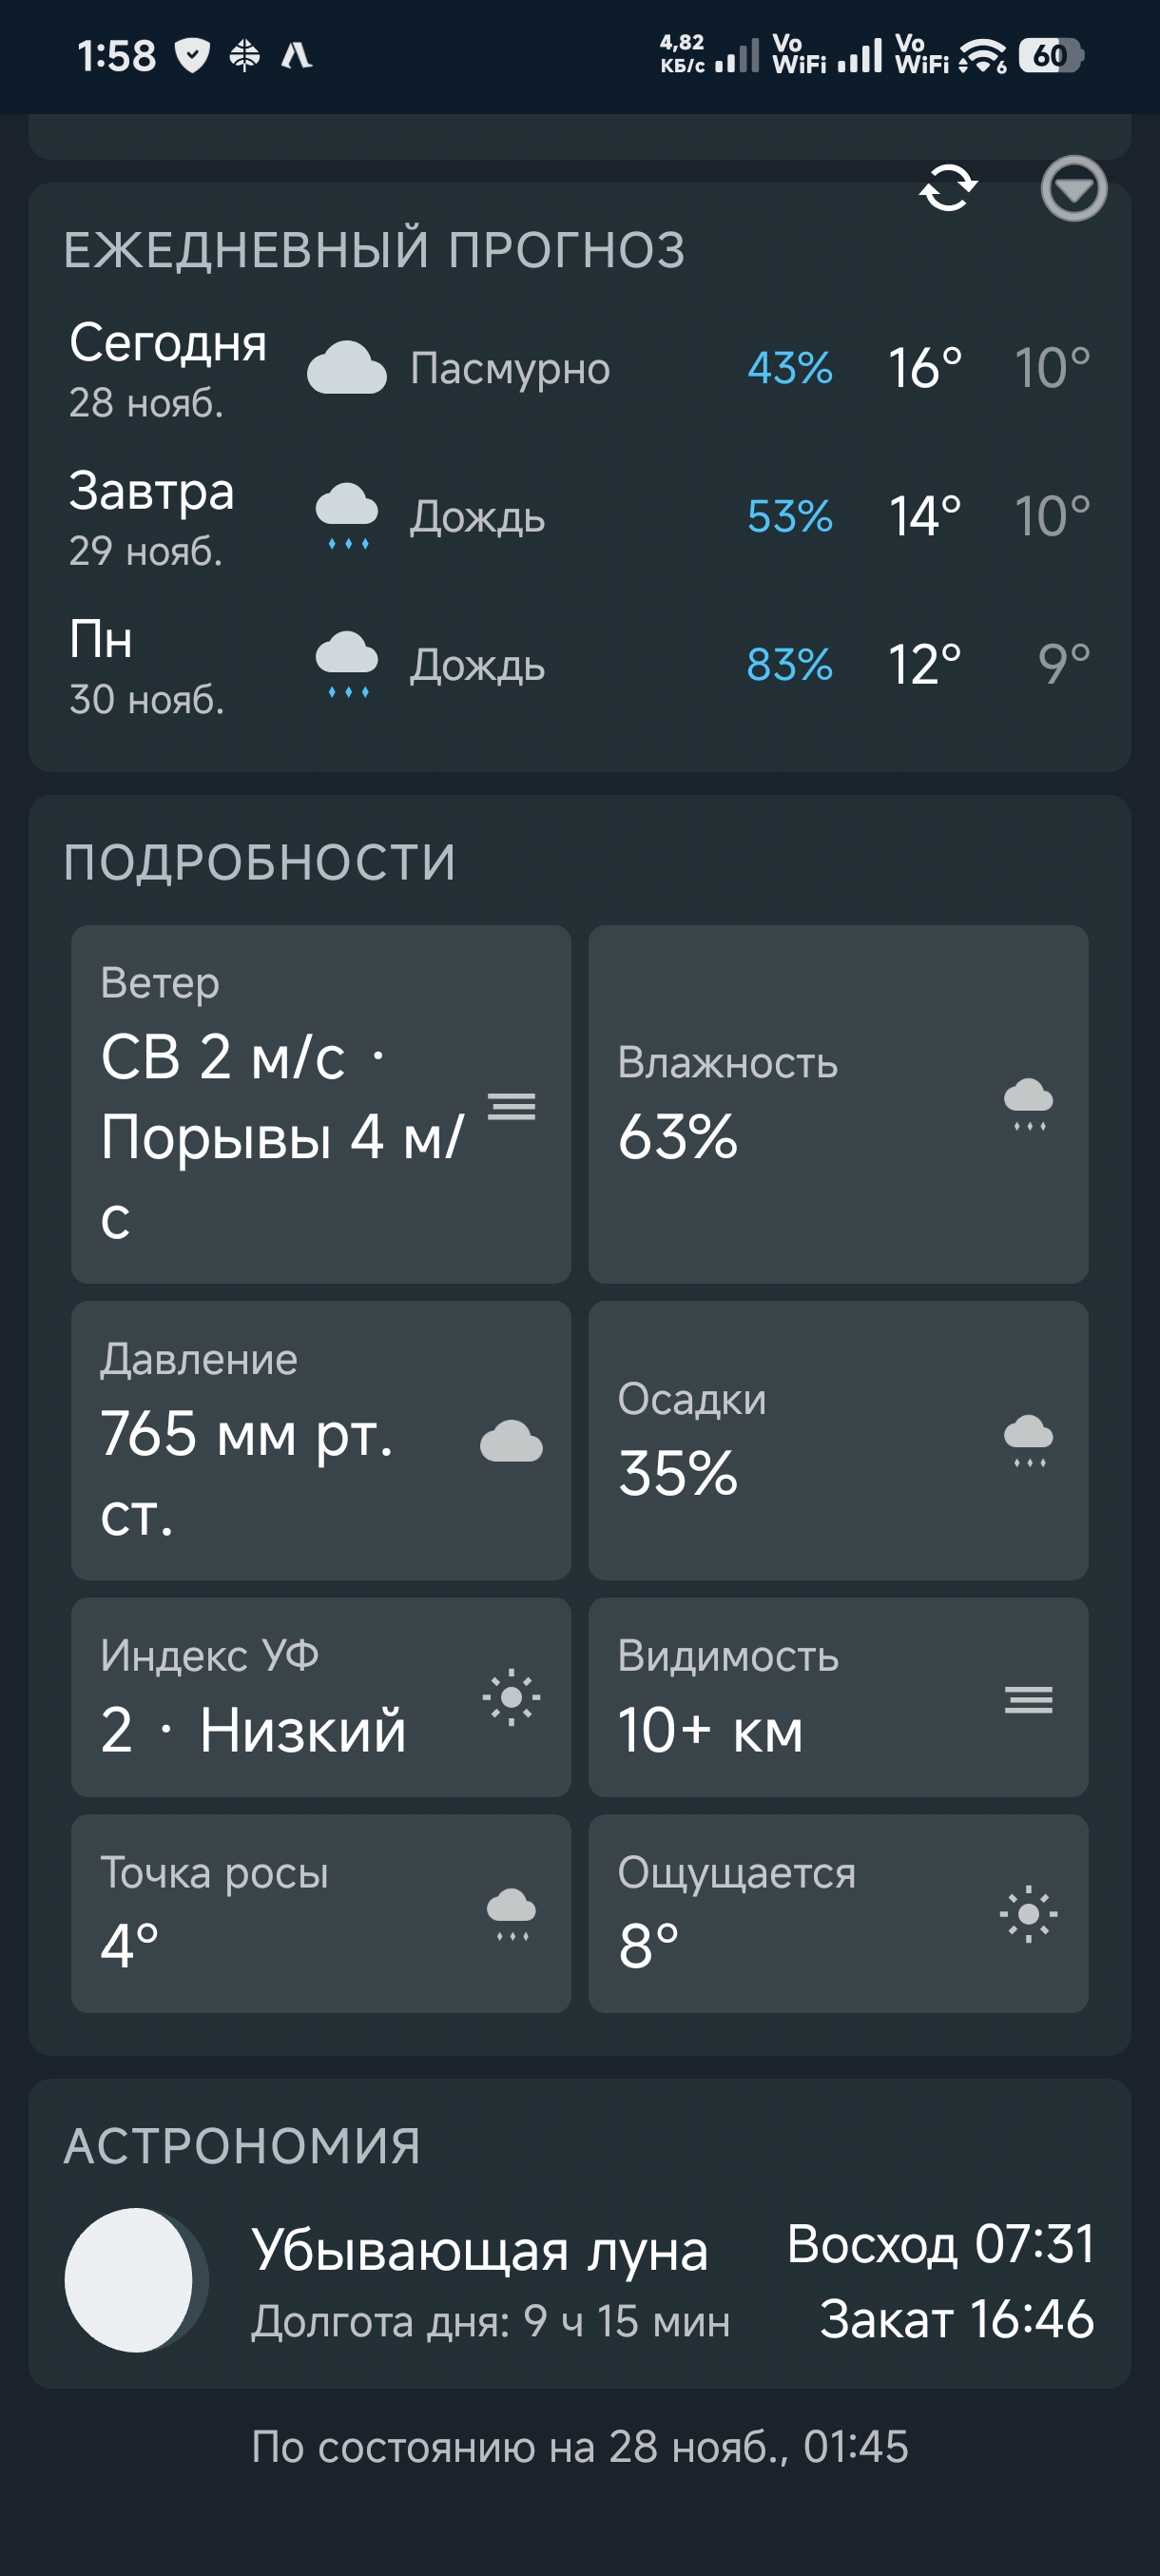 1:58
4,82 КБ/с Vo WiFi Vo WiFi 6 60
ЕЖЕДНЕВНЫЙ ПРОГНОЗ
Сегодня
28 нояб.
Пасмурно 43% 16° 10°
Завтра
29 нояб.
Дождь 53% 14° 10°
Пн
30 нояб.
Дождь 83% 12° 9°
ПОДРОБНОСТИ
Ветер
СВ 2 м/с ·
Порывы 4 м/
с
Влажность
63%
Давление
765 мм рт.
ст.
Осадки
35%
Индекс УФ
2 · Низкий
Видимость
10+ км
Точка росы
4°
Ощущается
8°
АСТРОНОМИЯ
Убывающая луна
Долгота дня: 9 ч 15 мин
Восход 07:31
Закат 16:46
По состоянию на 28 нояб., 01:45